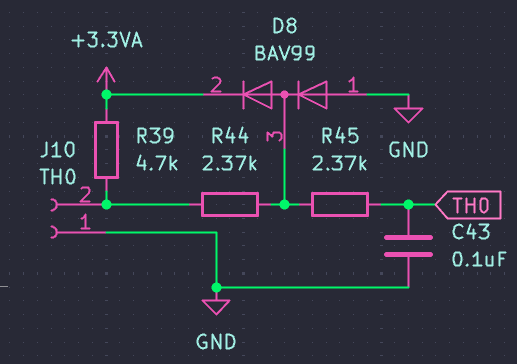 D8
BAV99
+3.3VA
2
1
3
J10
TH0
R39
4.7k
R44
2.37k
R45
2.37k
GND
2
1
TH0
C43
0.1uF
GND